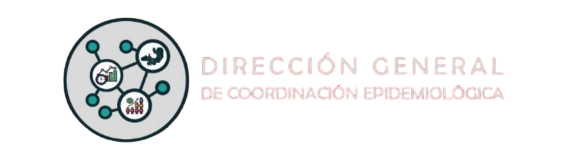 DIRECCIÓN GENERAL
DE COORDINACIÓN EPIDEMIOLÓGICA